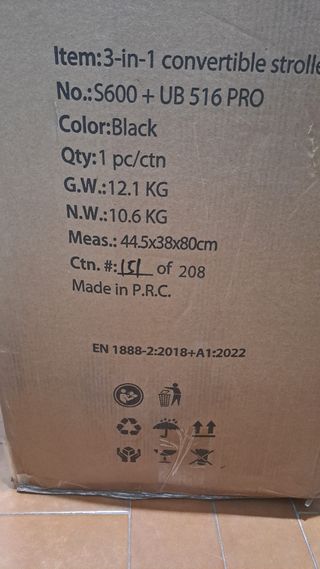 Item:3-in-1 convertible strolle
No.:S600 + UB 516 PRO
Color:Black
Qty:1 pc/ctn
G.W.:12.1 KG
N.W.:10.6 KG
Meas.: 44.5x38x80cm
Ctn. #: 151 of 208
Made in P.R.C.
EN 1888-2:2018+A1:2022